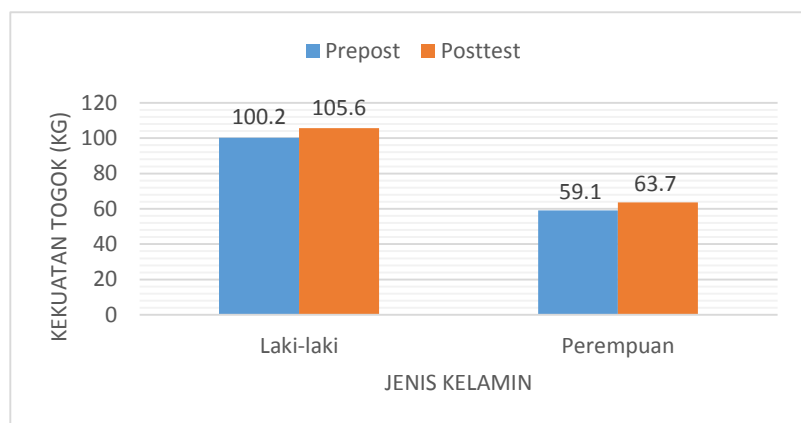 Prepost Posttest
KEKUATAN TOGOK (KG)
120
100
80
60
40
20
0
100.2
105.6
59.1
63.7
Laki-laki Perempuan
JENIS KELAMIN